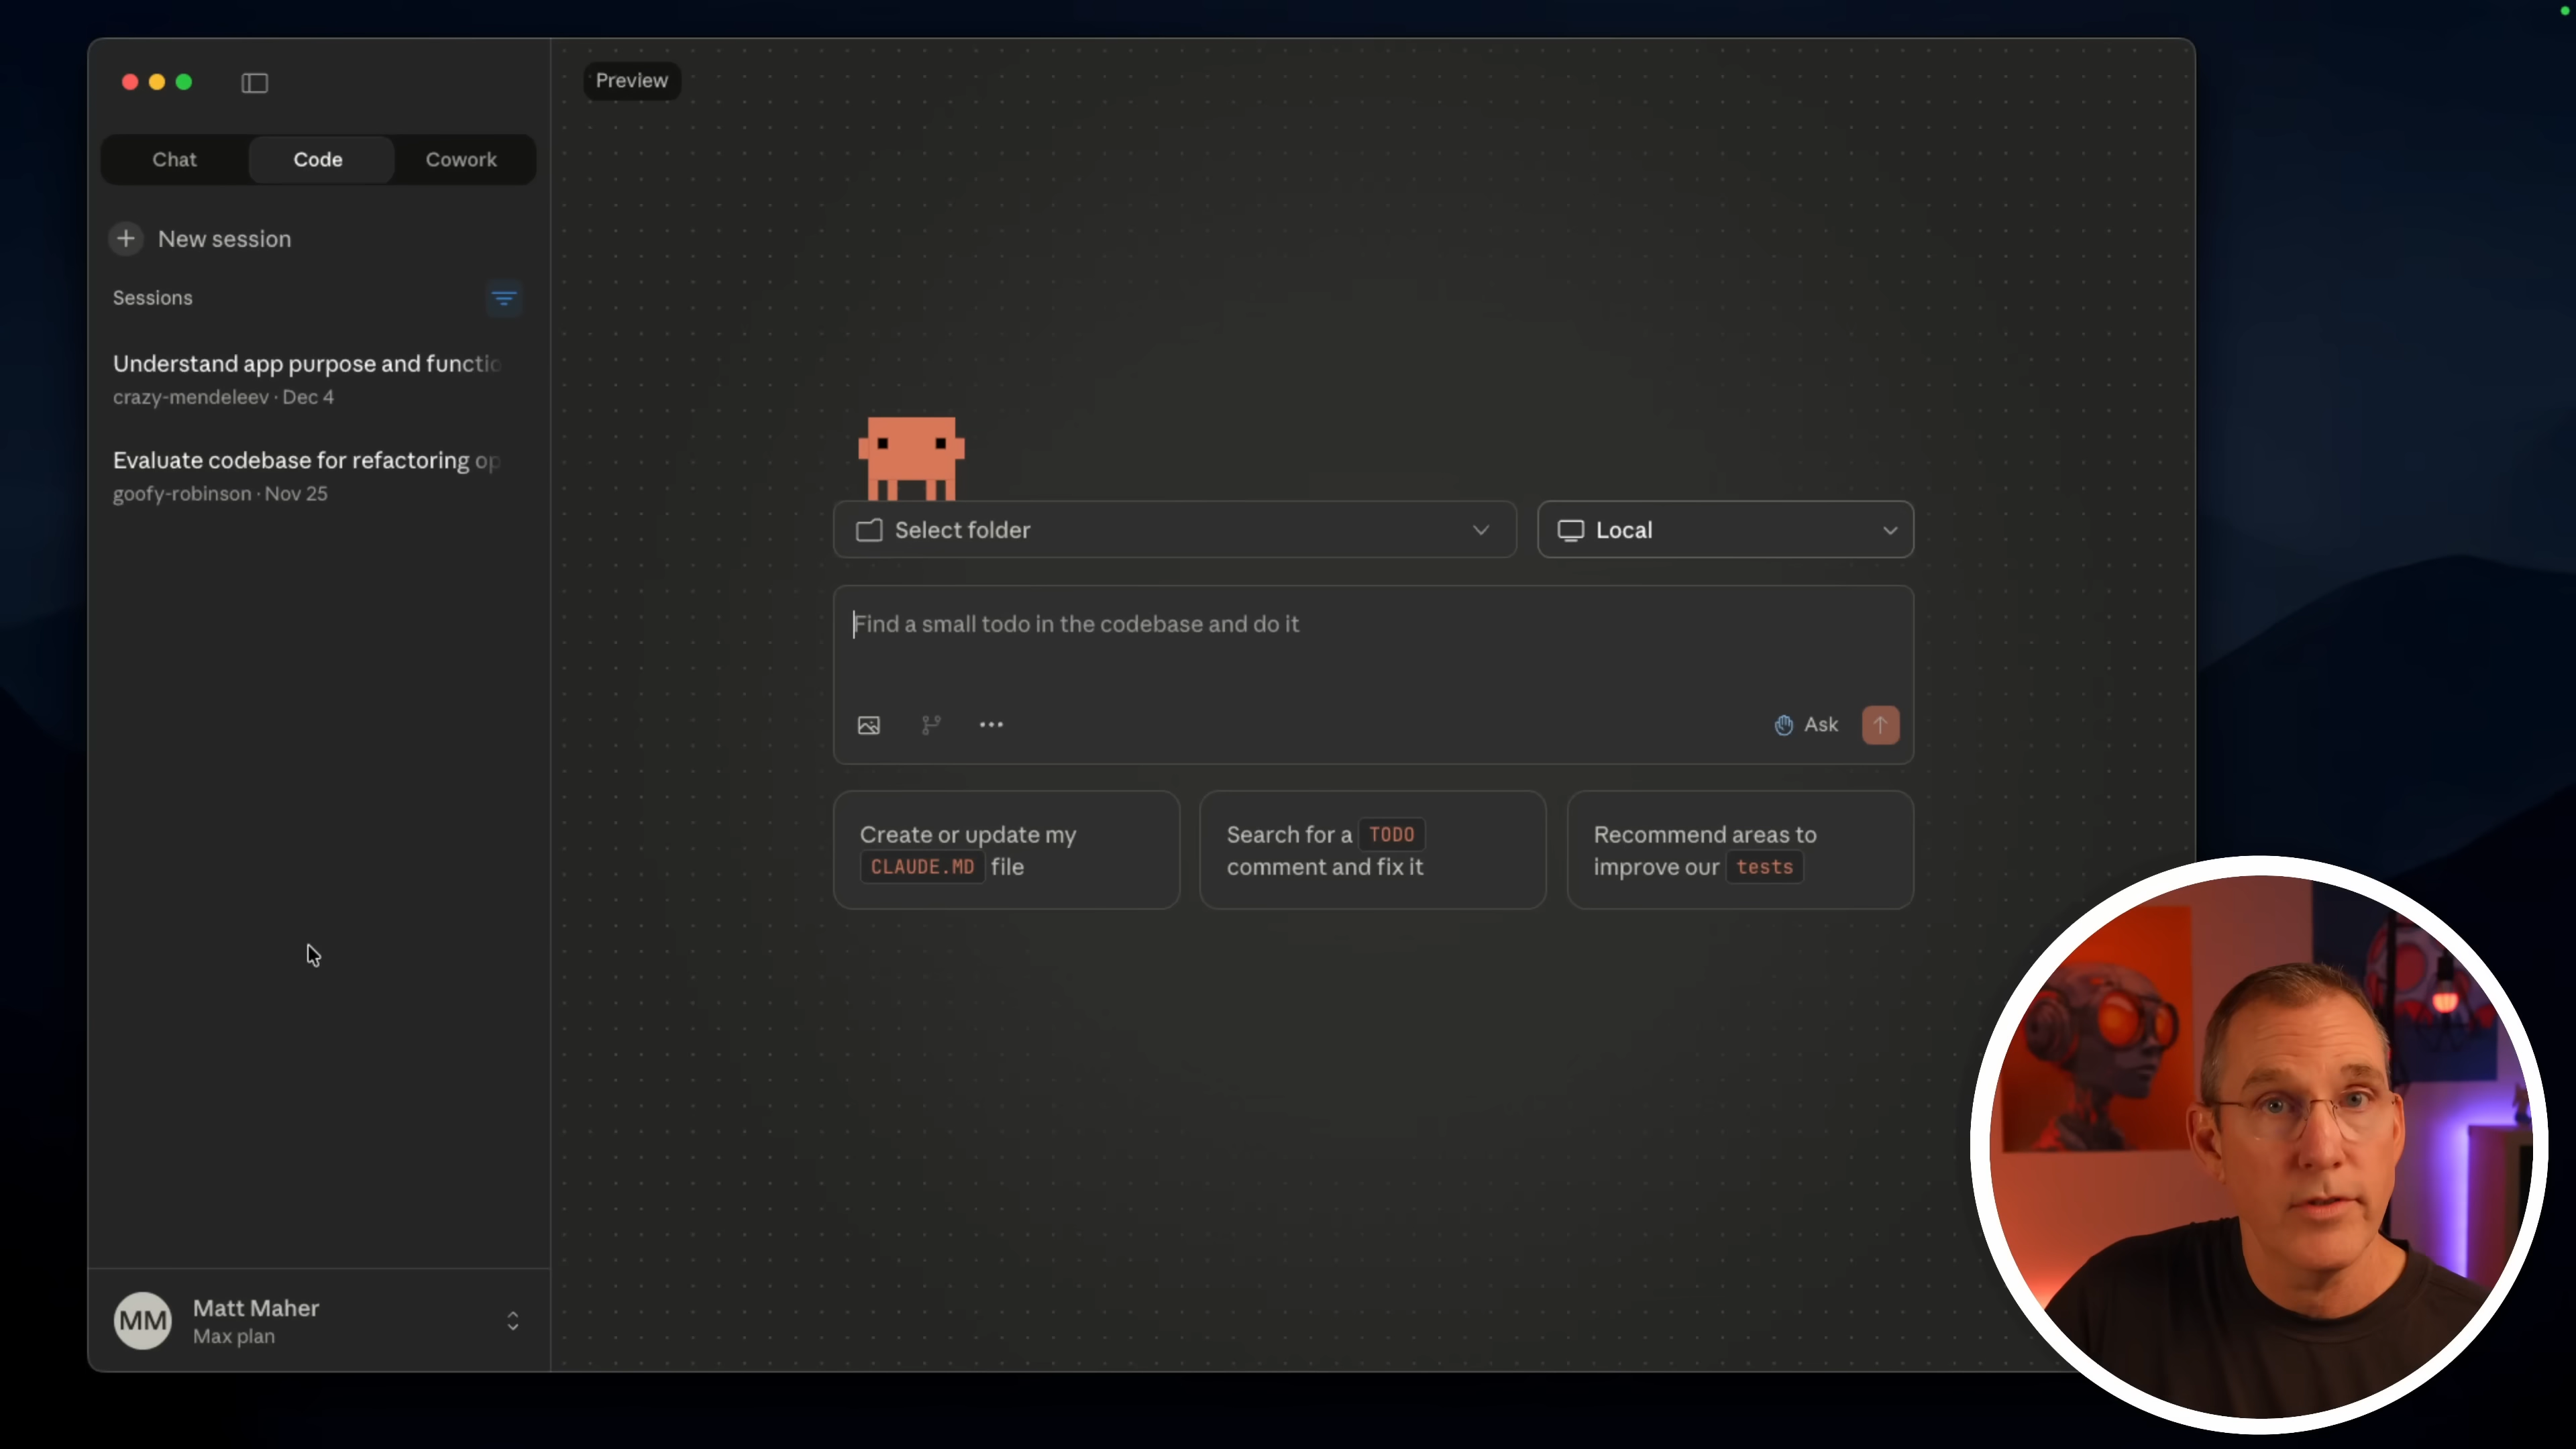 Preview
Chat
Code
Cowork
New session
Sessions
Understand app purpose and functio
crazy-mendeleev · Dec 4
Evaluate codebase for refactoring op
goofy-robinson · Nov 25
Select folder
Local
Find a small todo in the codebase and do it
Ask
Create or update my
CLAUDE.MD file
Search for a TODO
comment and fix it
Recommend areas to
improve our tests
MM
Matt Maher
Max plan